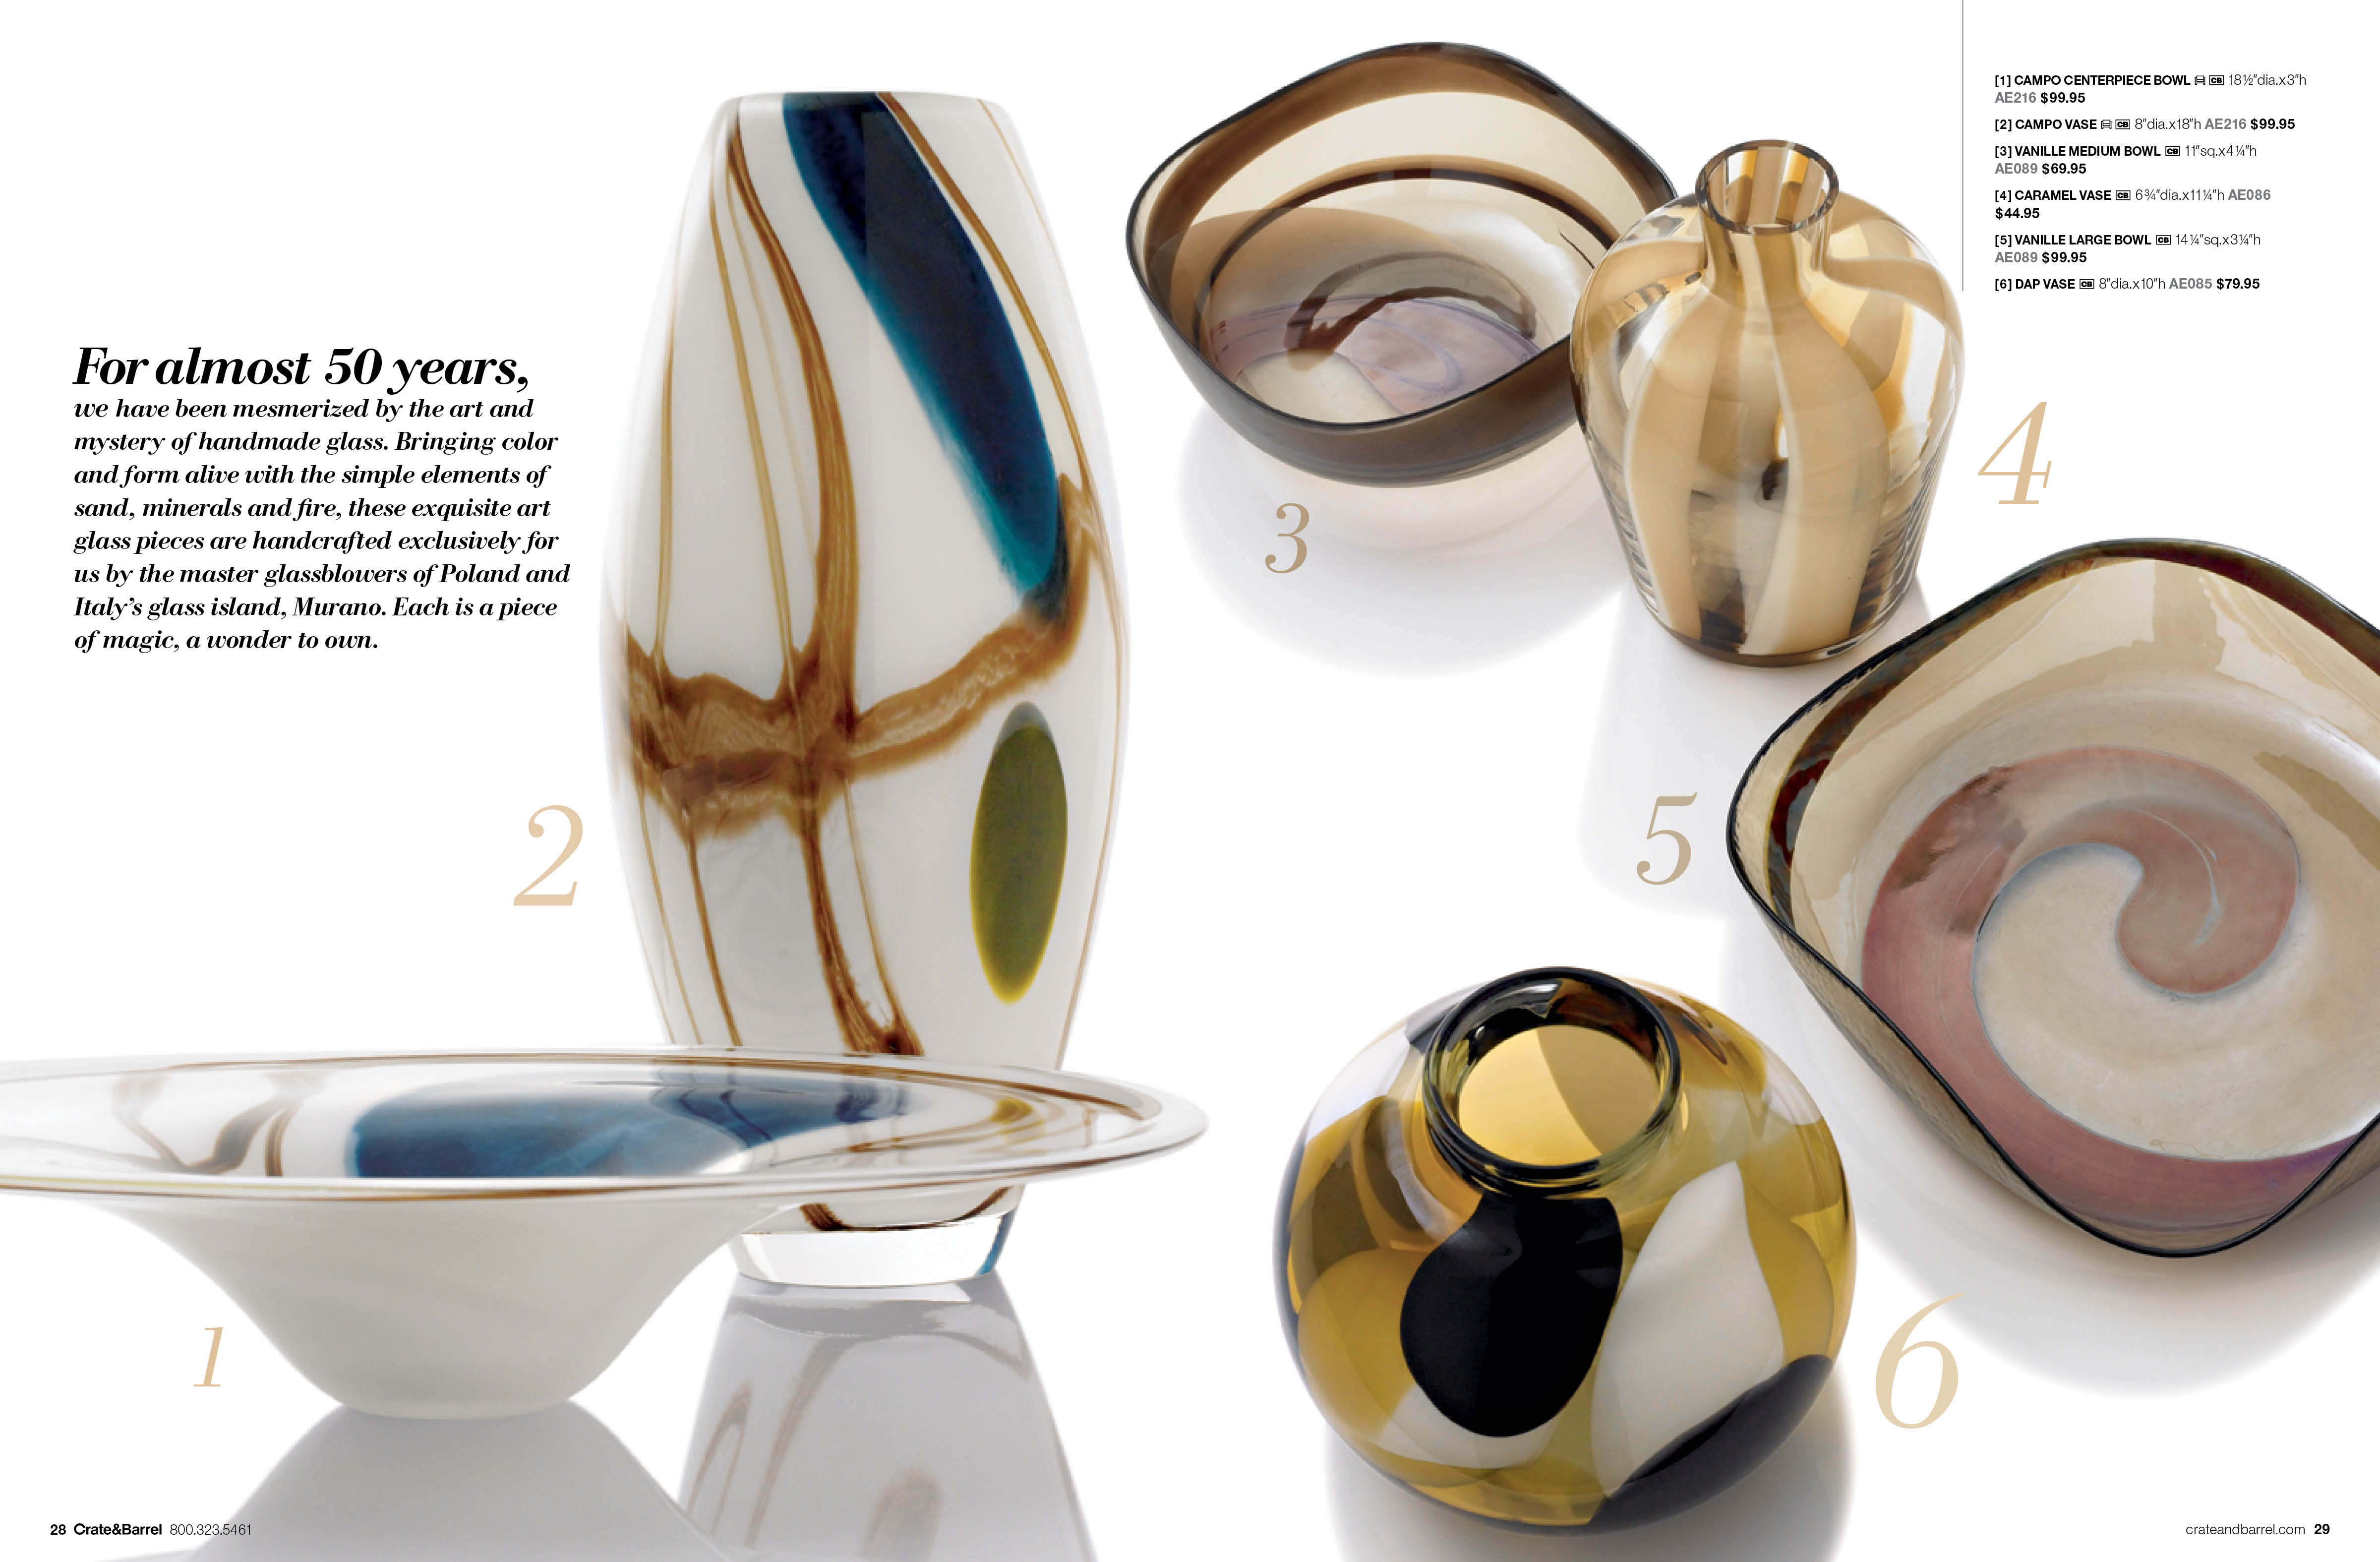 For almost 50 years,
we have been mesmerized by the art and
mystery of handmade glass. Bringing color
and form alive with the simple elements of
sand, minerals and fire, these exquisite art
glass pieces are handcrafted exclusively for
us by the master glassblowers of Poland and
Italy's glass island, Murano. Each is a piece
of magic, a wonder to own.
2
1
28 Crate&Barrel 800.323.5461
[1] CAMPO CENTERPIECE BOWL CB 18½"dia.x3"h
AE216 $99.95
[2] CAMPO VASE CB 8"dia.x18"h AE216 $99.95
[3] VANILLE MEDIUM BOWL CB 11"sq.x4¼"h
AE089 $69.95
[4] CARAMEL VASE CB 6¾"dia.x11¼"h AE086
$44.95
[5] VANILLE LARGE BOWL CB 14¼"sq.x3¼"h
AE089 $99.95
[6] DAP VASE CB 8"dia.x10"h AE085 $79.95
3
4
5
6
crateandbarrel.com 29